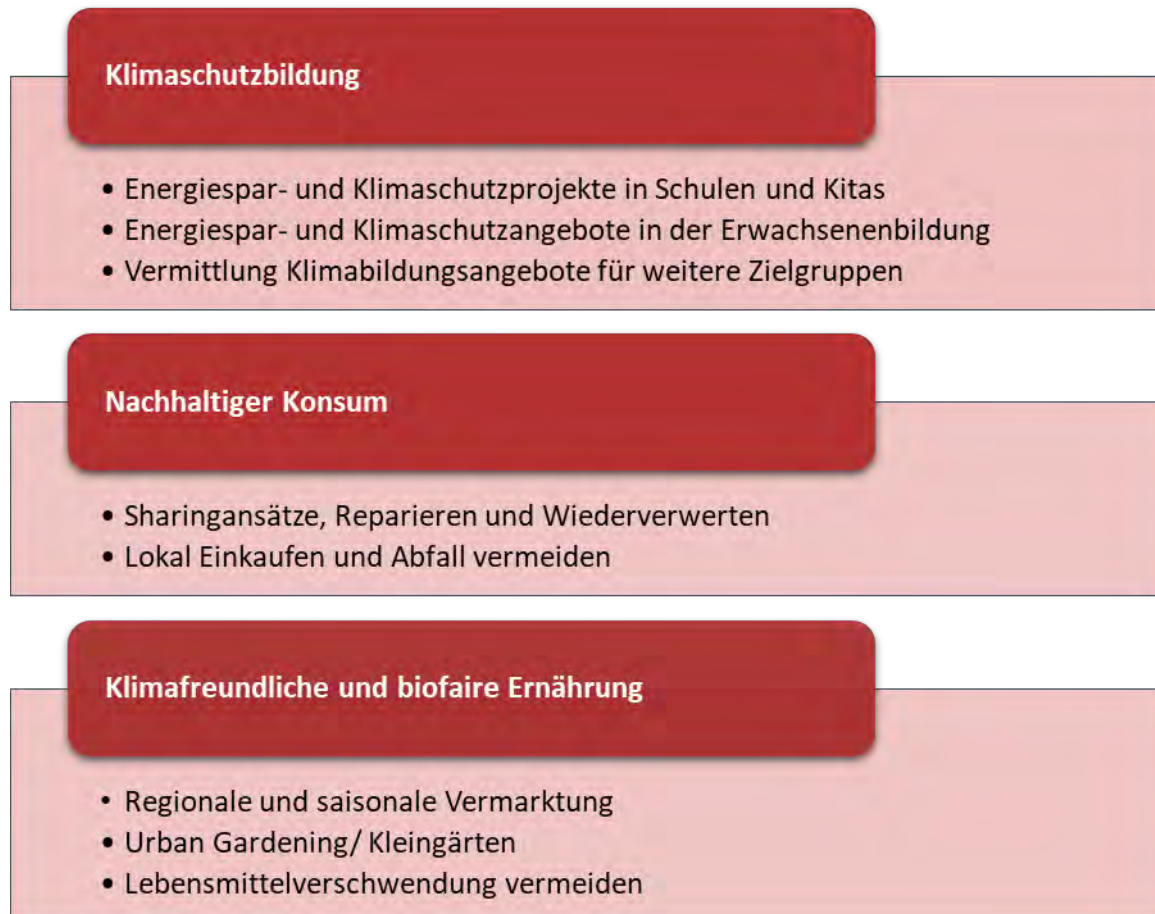 Klimaschutzbildung
• Energiespar- und Klimaschutzprojekte in Schulen und Kitas
• Energiespar- und Klimaschutzangebote in der Erwachsenenbildung
• Vermittlung Klimabildungsangebote für weitere Zielgruppen
Nachhaltiger Konsum
• Sharingansätze, Reparieren und Wiederverwerten
• Lokal Einkaufen und Abfall vermeiden
Klimafreundliche und biofaire Ernährung
• Regionale und saisonale Vermarktung
• Urban Gardening/ Kleingärten
• Lebensmittelverschwendung vermeiden